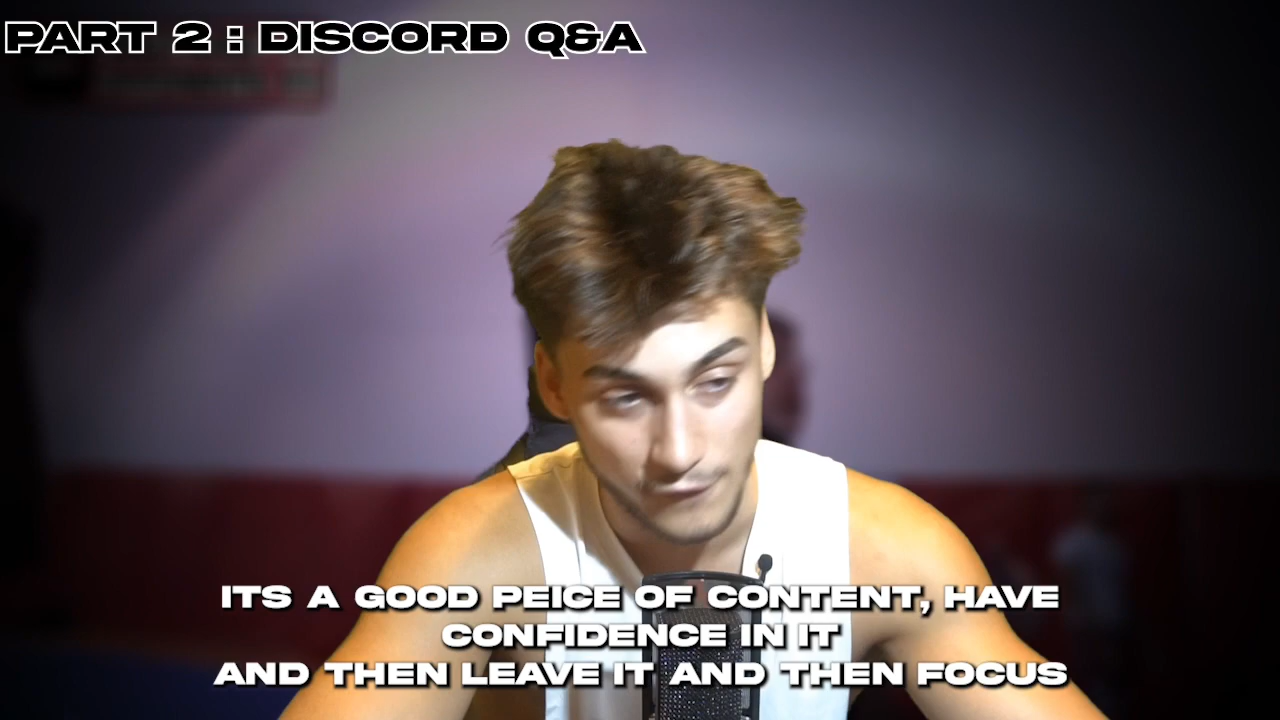 PART 2 : DISCORD Q&A
ITS A GOOD PEICE OF CONTENT, HAVE
CONFIDENCE IN IT
AND THEN LEAVE IT AND THEN FOCUS